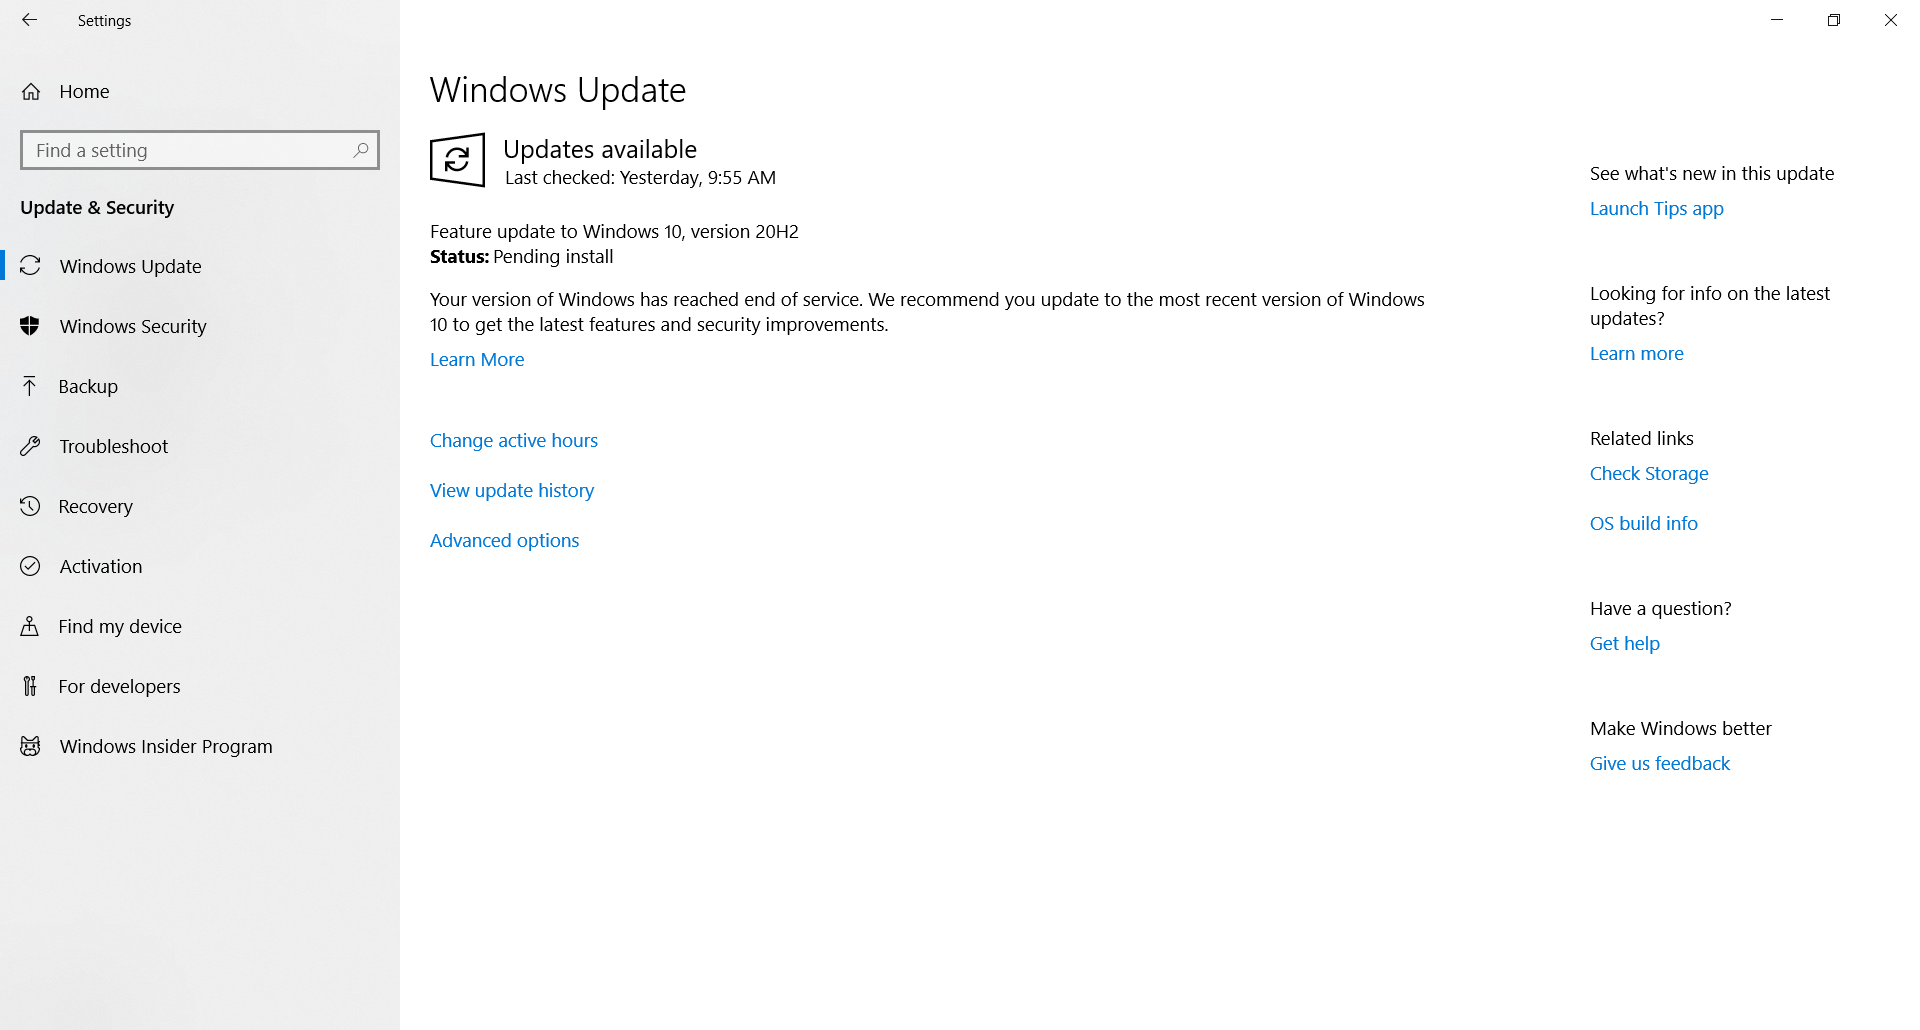 Settings
Home
Find a setting
Update & Security
Windows Update
Windows Security
Backup
Troubleshoot
Recovery
Activation
Find my device
For developers
Windows Insider Program
Windows Update
Updates available
Last checked: Yesterday, 9:55 AM
Feature update to Windows 10, version 20H2
Status: Pending install
Your version of Windows has reached end of service. We recommend you update to the most recent version of Windows
10 to get the latest features and security improvements.
Learn More
Change active hours
View update history
Advanced options
See what's new in this update
Launch Tips app
Looking for info on the latest
updates?
Learn more
Related links
Check Storage
OS build info
Have a question?
Get help
Make Windows better
Give us feedback